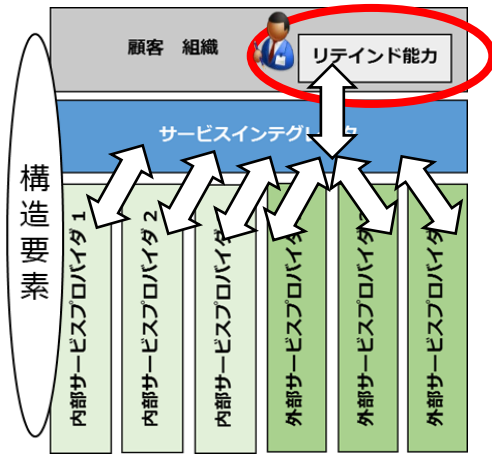 顧客 組織
リテインド能力
サービスインテグレ
構造要素
内部サービスプロバイダ 1
内部サービスプロバイダ 2
内部サービスプロバイダ
外部サービスプロバイダ
外部サービスプロバイダ
外部サービスプロバイダ